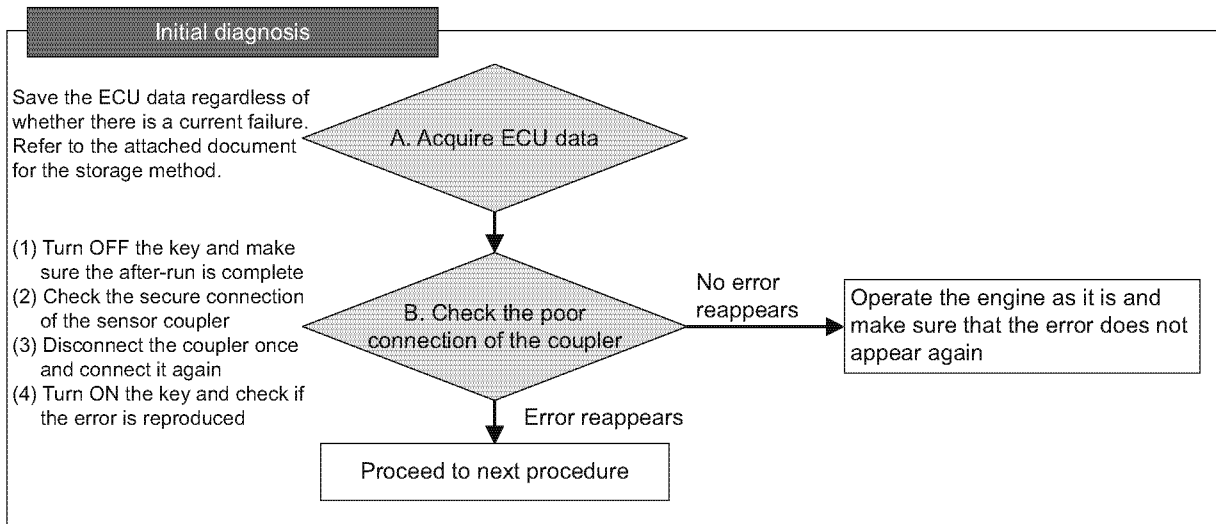 Initial diagnosis
Save the ECU data regardless of
whether there is a current failure.
Refer to the attached document
for the storage method.
A. Acquire ECU data
(1) Turn OFF the key and make
sure the after-run is complete
(2) Check the secure connection
of the sensor coupler
(3) Disconnect the coupler once
and connect it again
(4) Turn ON the key and check if
the error is reproduced
B. Check the poor
connection of the coupler
No error
reappears
Operate the engine as it is and
make sure that the error does not
appear again
Error reappears
Proceed to next procedure